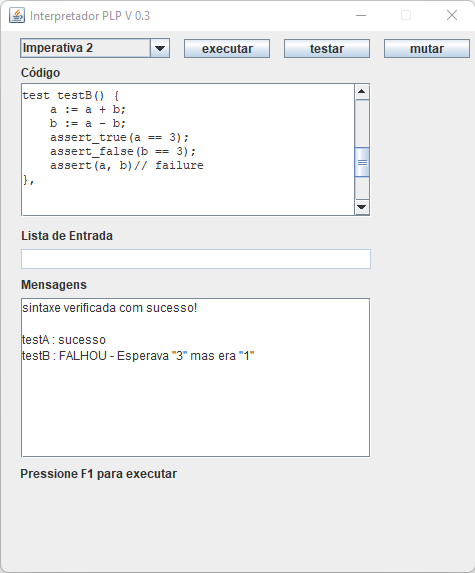 Interpretador PLP V 0.3
Imperativa 2 executar testar mutar
Código
test testB() {
    a := a + b;
    b := a - b;
    assert_true(a == 3);
    assert_false(b == 3);
    assert(a, b)// failure
},
Lista de Entrada
Mensagens
sintaxe verificada com sucesso!
testA : sucesso
testB : FALHOU - Esperava "3" mas era "1"
Pressione F1 para executar